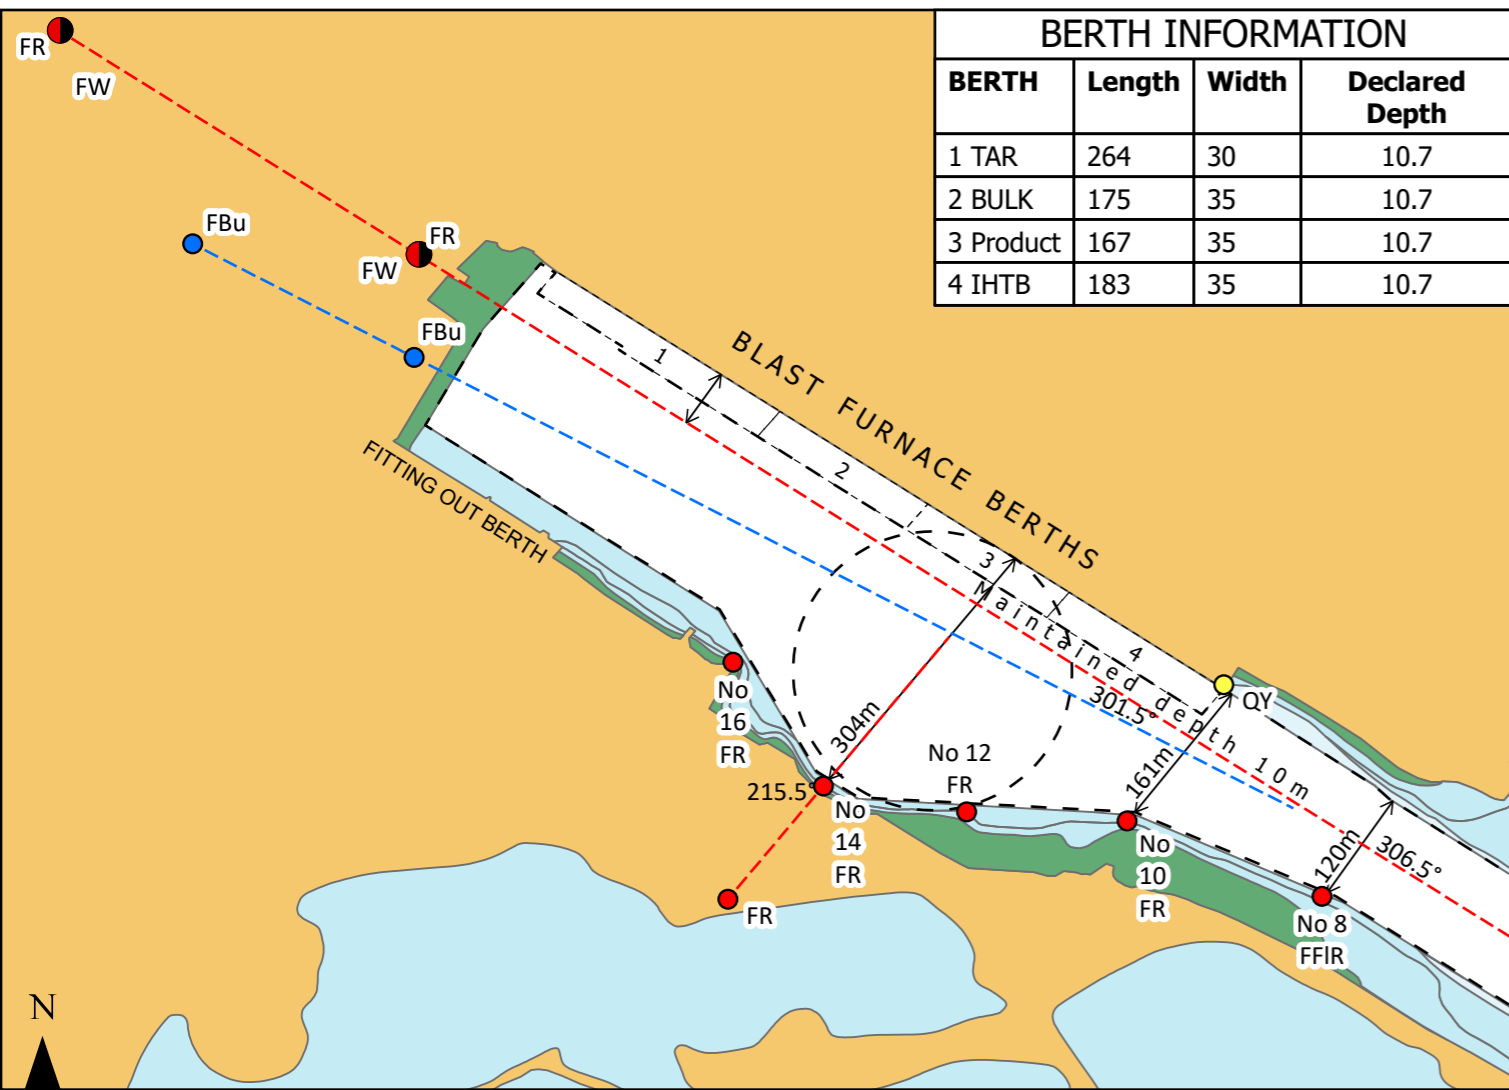 BERTH INFORMATION
BERTH Length Width Declared Depth
1 TAR 264 30 10.7
2 BULK 175 35 10.7
3 Product 167 35 10.7
4 IHTB 183 35 10.7
FR
FW
FBu
FR
FW
FBu
BLAST FURNACE BERTHS
1
2
3
4
FITTING OUT BERTH
Maintained depth 10m
301.5°
QY
304m
161m
120m
306.5°
No
16
FR
No 12
FR
215.5°
No
14
FR
No
10
FR
FR
No 8
FFlR
N